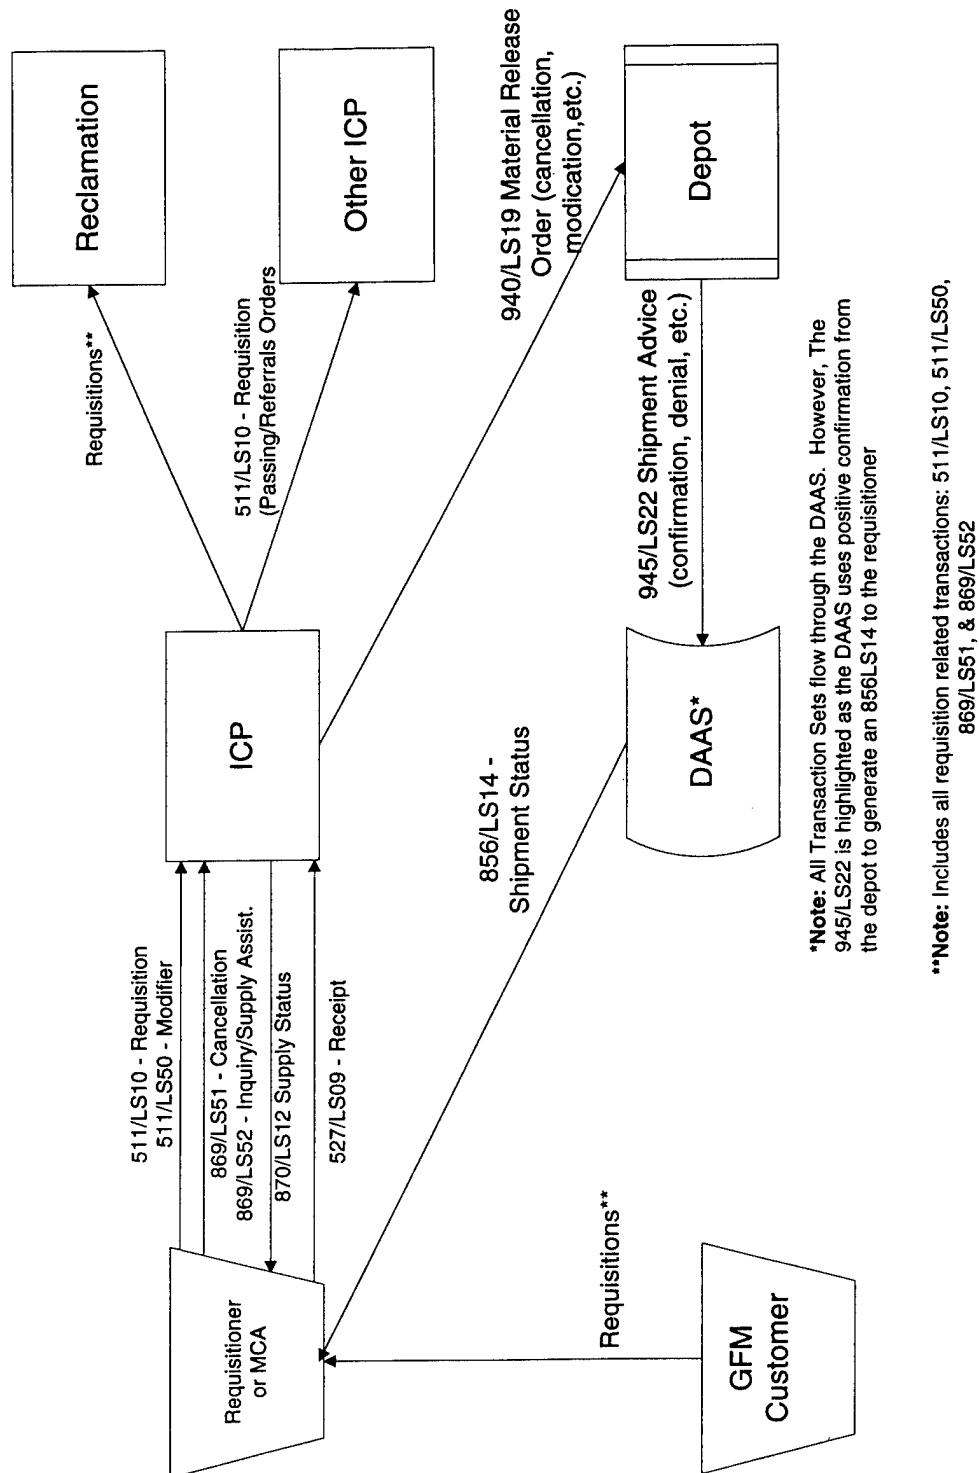 Reclamation
Other ICP
Requisitions**
511/LS10 - Requisition
(Passing/Referrals Orders
940/LS19 Material Release
Order (cancellation,
modication,etc.)
Depot
ICP
945/LS22 Shipment Advice
(confirmation, denial, etc.)
DAAS*
856/LS14 -
Shipment Status
511/LS10 - Requisition
511/LS50 - Modifier
869/LS51 - Cancellation
869/LS52 - Inquiry/Supply Assist.
870/LS12 Supply Status
527/LS09 - Receipt
Requisitioner
or MCA
Requisitions**
GFM
Customer
*Note: All Transaction Sets flow through the DAAS. However, The
945/LS22 is highlighted as the DAAS uses positive confirmation from
the depot to generate an 856LS14 to the requisitioner
**Note: Includes all requisition related transactions: 511/LS10, 511/LS50,
869/LS51, & 869/LS52